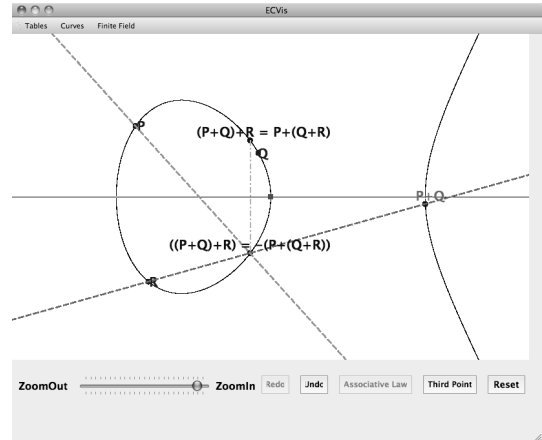 ECVis
Tables Curves Finite Field
P
(P+Q)+R = P+(Q+R)
Q
P+Q
((P+Q)+R) = -(P+(Q+R))
R
ZoomOut ZoomIn Redo Undo Associative Law Third Point Reset